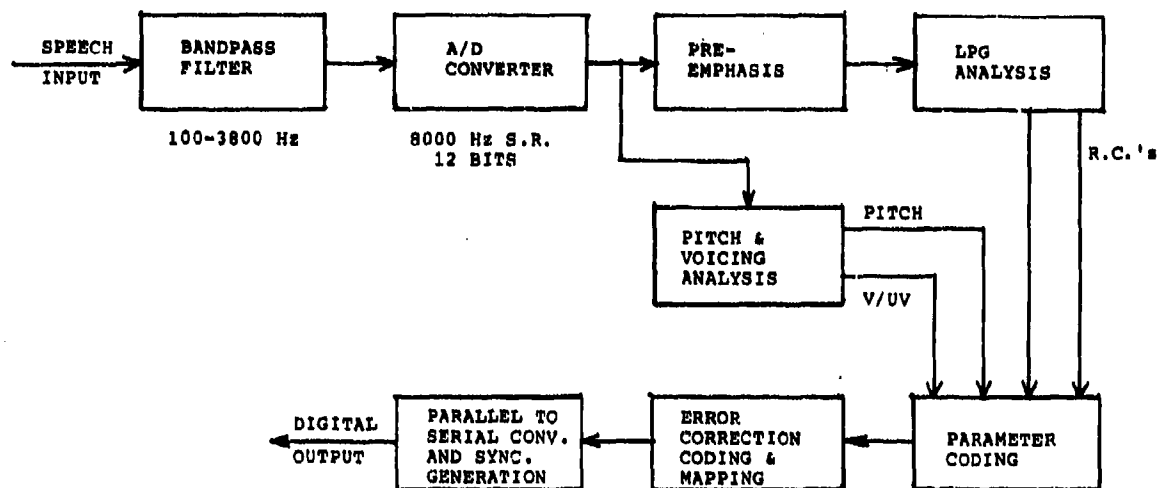 SPEECH
INPUT
BANDPASS
FILTER
100-3800 Hz
A/D
CONVERTER
8000 Hz S.R.
12 BITS
PRE-
EMPHASIS
LPG
ANALYSIS
R.C.'s
PITCH &
VOICING
ANALYSIS
PITCH
V/UV
PARAMETER
CODING
ERROR
CORRECTION
CODING &
MAPPING
PARALLEL TO
SERIAL CONV.
AND SYNC.
GENERATION
DIGITAL
OUTPUT